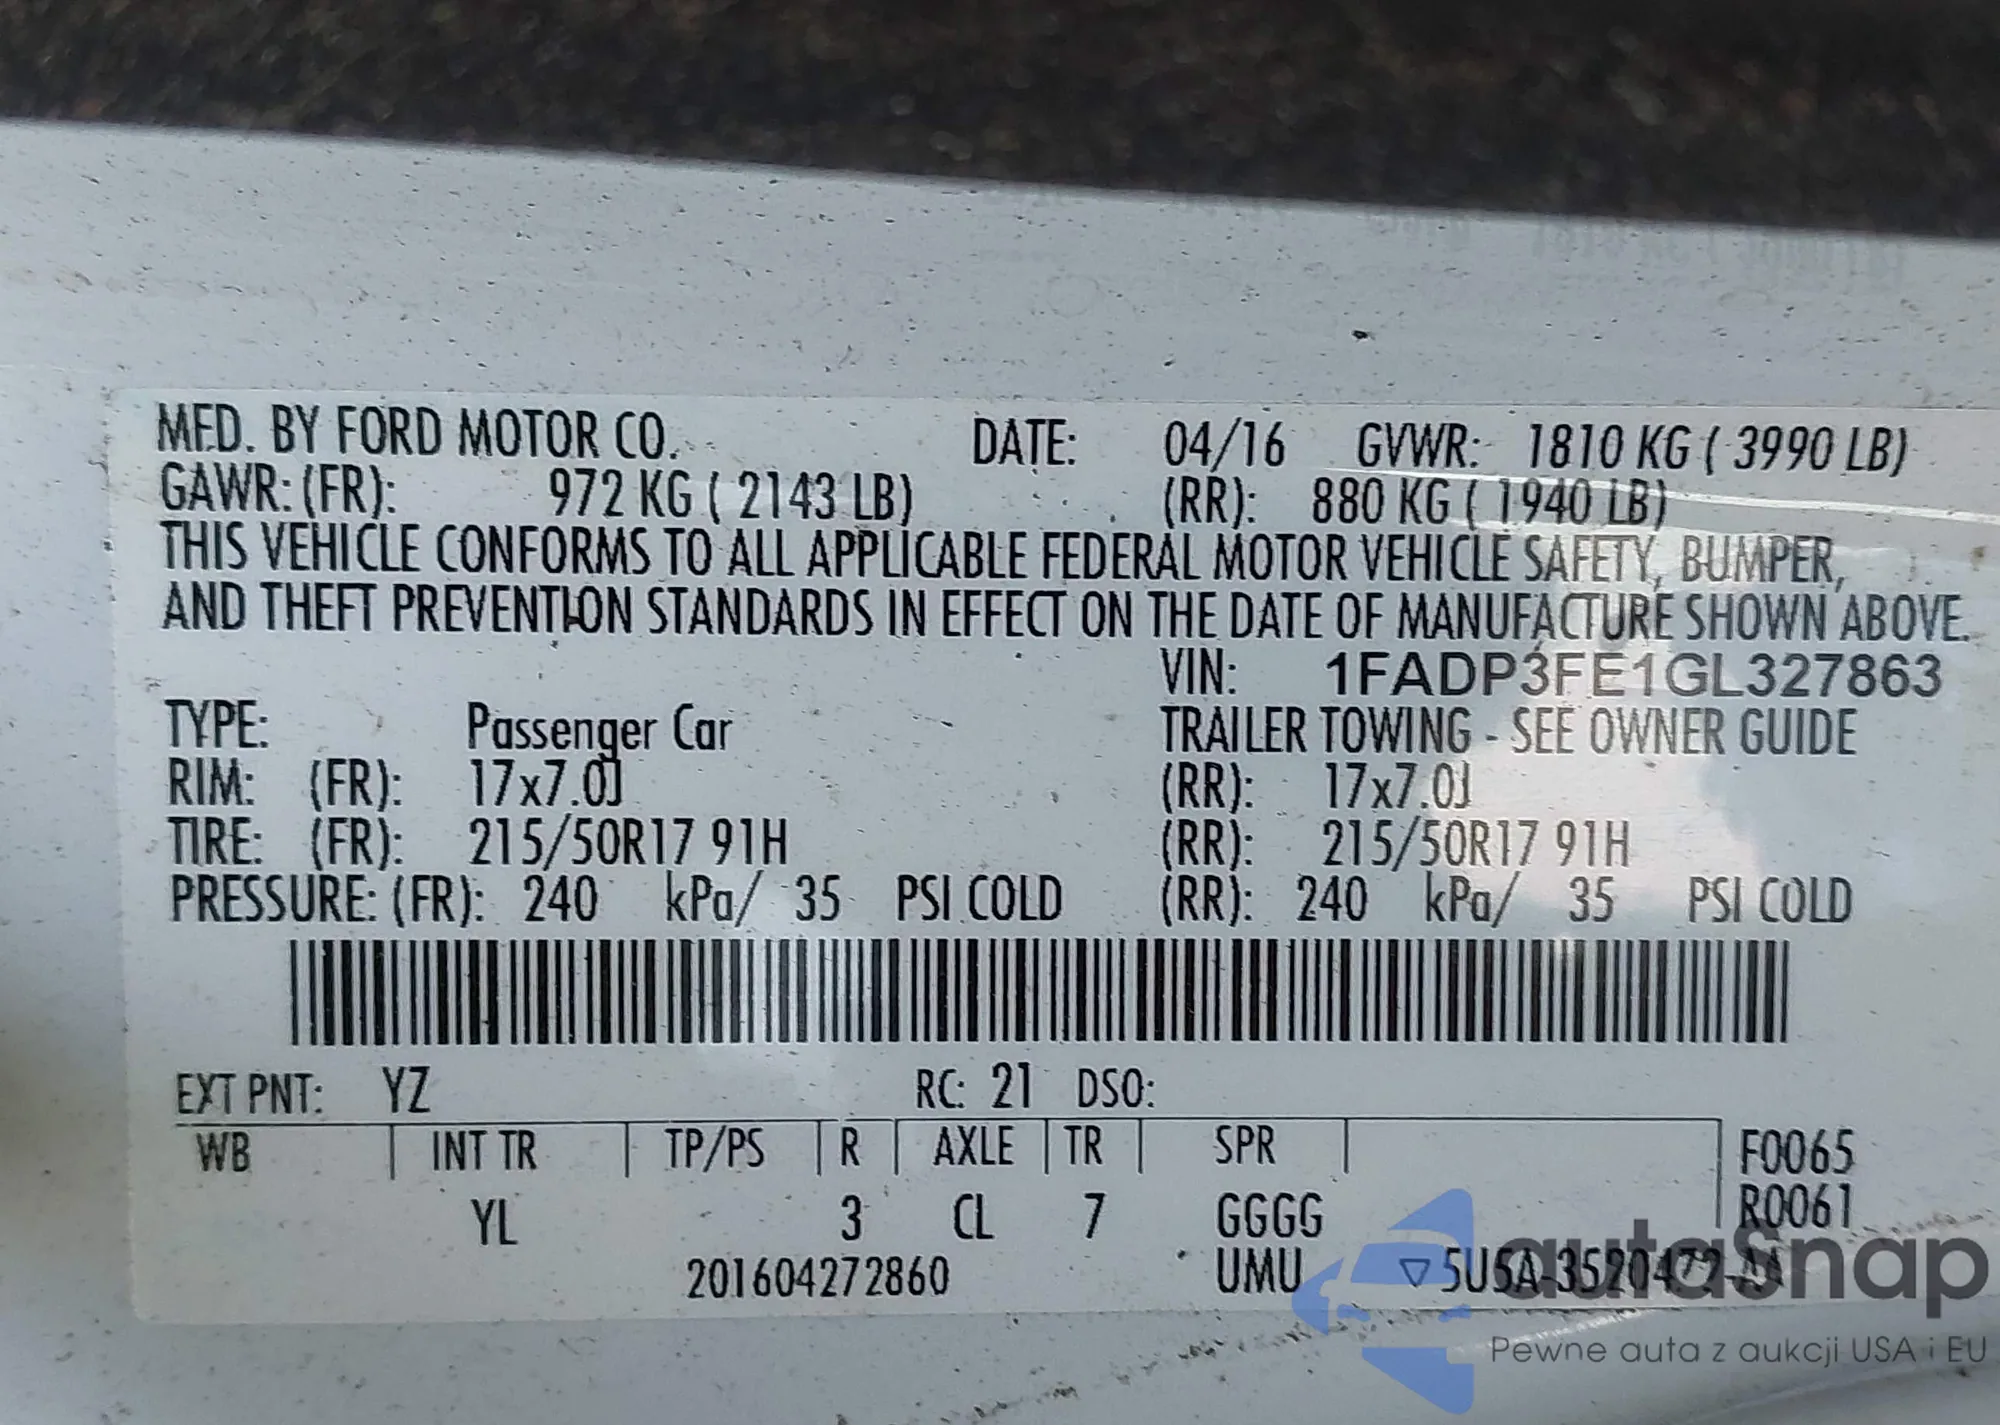 MFD. BY FORD MOTOR CO. DATE: 04/16 GVWR: 1810 KG ( 3990 LB)
GAWR: (FR): 972 KG ( 2143 LB) (RR): 880 KG ( 1940 LB)
THIS VEHICLE CONFORMS TO ALL APPLICABLE FEDERAL MOTOR VEHICLE SAFETY, BUMPER,
AND THEFT PREVENTION STANDARDS IN EFFECT ON THE DATE OF MANUFACTURE SHOWN ABOVE.
VIN: 1FADP3FE1GL327863
TYPE: Passenger Car TRAILER TOWING - SEE OWNER GUIDE
RIM: (FR): 17x7.0J (RR): 17x7.0J
TIRE: (FR): 215/50R17 91H (RR): 215/50R17 91H
PRESSURE: (FR): 240 kPa/ 35 PSI COLD (RR): 240 kPa/ 35 PSI COLD
EXT PNT: YZ RC: 21 DSO:
WB INT TR TP/PS R AXLE TR SPR F0065
R0061
YL 3 CL 7 GGGG
201604272860 UMU ▽5U5A-3520472-AA
autaSnap
Pewne auta z aukcji USA i EU